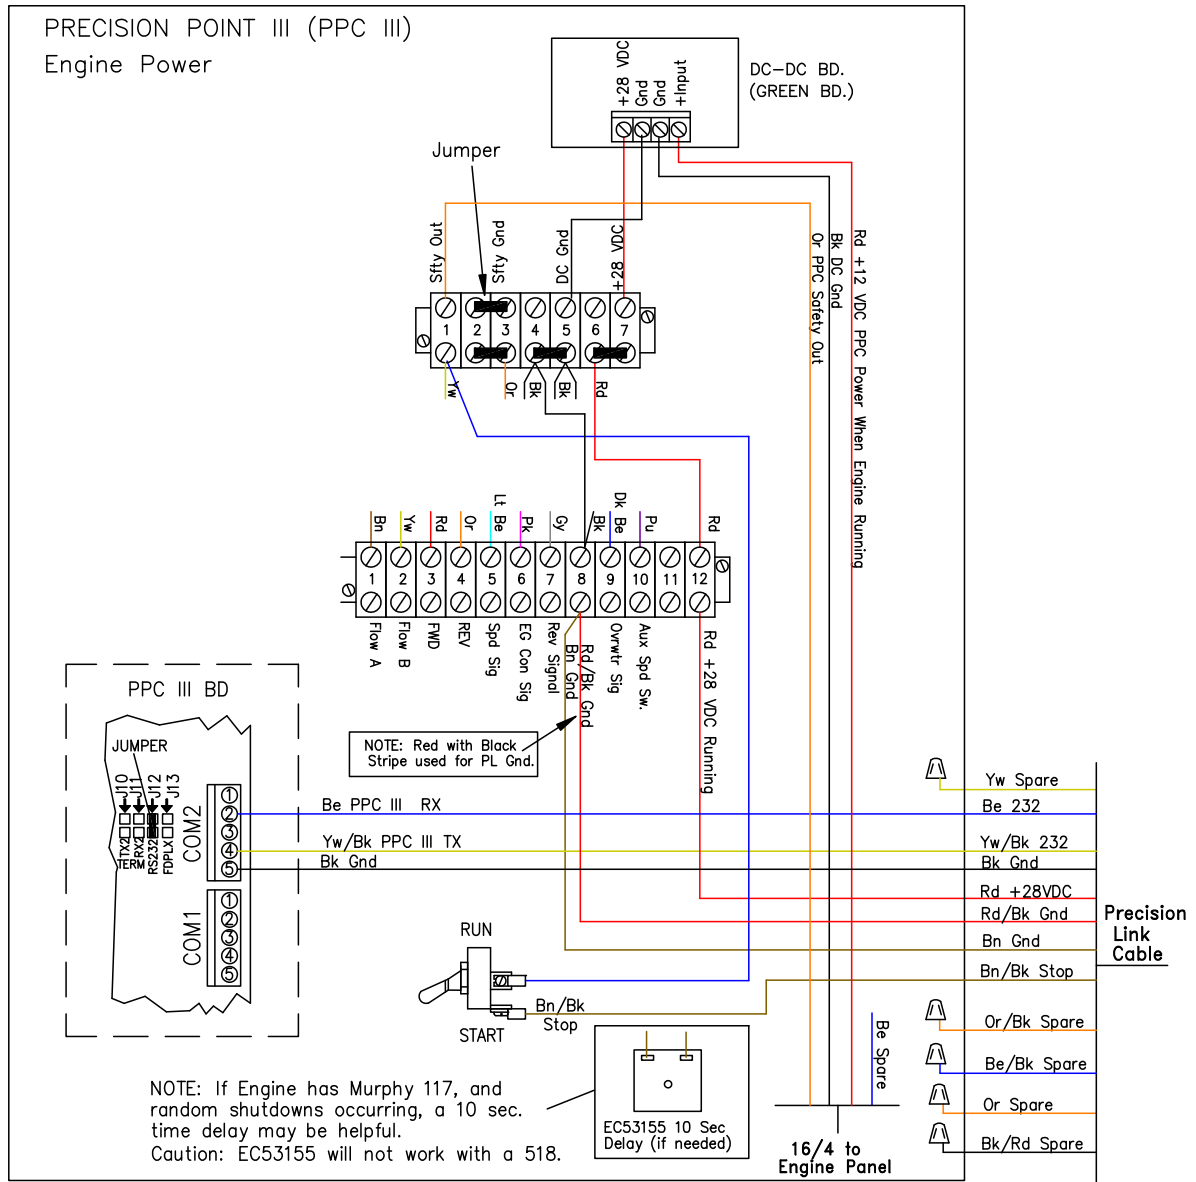 PRECISION POINT III (PPC III)
Engine Power
+28 VDC
Gnd
Gnd
+Input
DC-DC BD.
(GREEN BD.)
Jumper
Sfty Out
Sfty Gnd
DC Gnd
+28 VDC
Or PPC Safety Out
Bk DC Gnd
Rd +12 VDC PPC Power When Engine Running
1 2 3 4 5 6 7
Yw
Or
Bk
Bk
Rd
Bn
Yw
Rd
Or
Lt Be
Pk
Gy
Bk
Dk Be
Pu
Rd
1 2 3 4 5 6 7 8 9 10 11 12
Flow A
Flow B
FWD
REV
Spd Sig
EG Con Sig
Rev Signal
Bn Gnd
Rd/Bk Gnd
Ovrwtr Sig
Aux Spd Sw.
Rd +28 VDC Running
NOTE: Red with Black
Stripe used for PL Gnd.
PPC III BD
JUMPER
J10
J11
J12
J13
TX2
TERM
RX2
RS232
FDPLX
COM2
1
2
3
4
5
COM1
1
2
3
4
5
Be PPC III RX
Yw/Bk PPC III TX
Bk Gnd
Yw Spare
Be 232
Yw/Bk 232
Bk Gnd
Rd +28VDC
Rd/Bk Gnd
Bn Gnd
Bn/Bk Stop
Precision
Link
Cable
RUN
START
Bn/Bk
Stop
Or/Bk Spare
Be/Bk Spare
Or Spare
Bk/Rd Spare
Be Spare
EC53155 10 Sec
Delay (if needed)
NOTE: If Engine has Murphy 117, and
random shutdowns occurring, a 10 sec.
time delay may be helpful.
Caution: EC53155 will not work with a 518.
16/4 to
Engine Panel